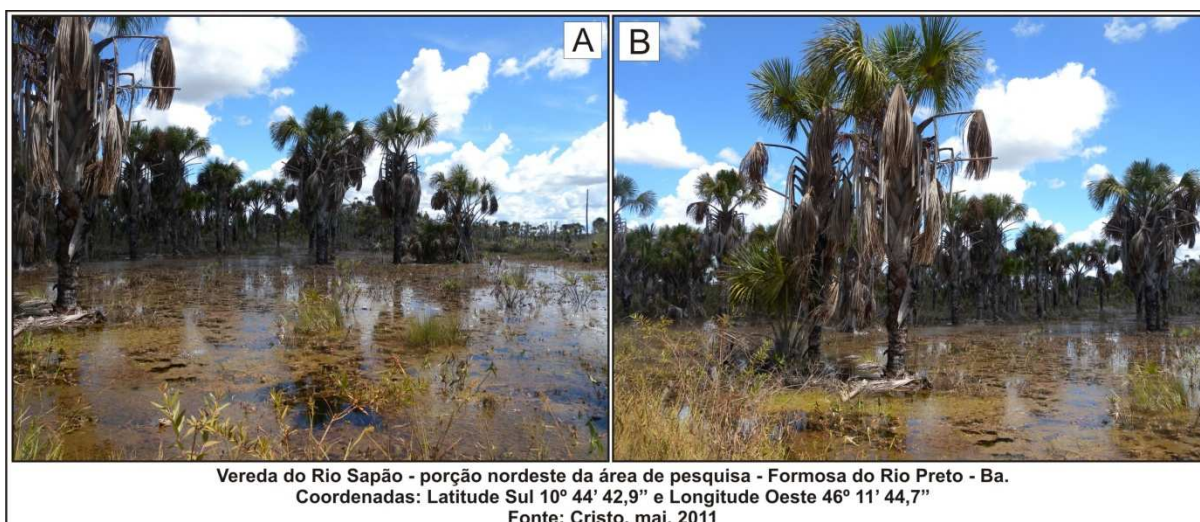 A
B
Vereda do Rio Sapão - porção nordeste da área de pesquisa - Formosa do Rio Preto - Ba.
Coordenadas: Latitude Sul 10º 44’ 42,9” e Longitude Oeste 46º 11’ 44,7”
Fonte: Cristo, mai, 2011